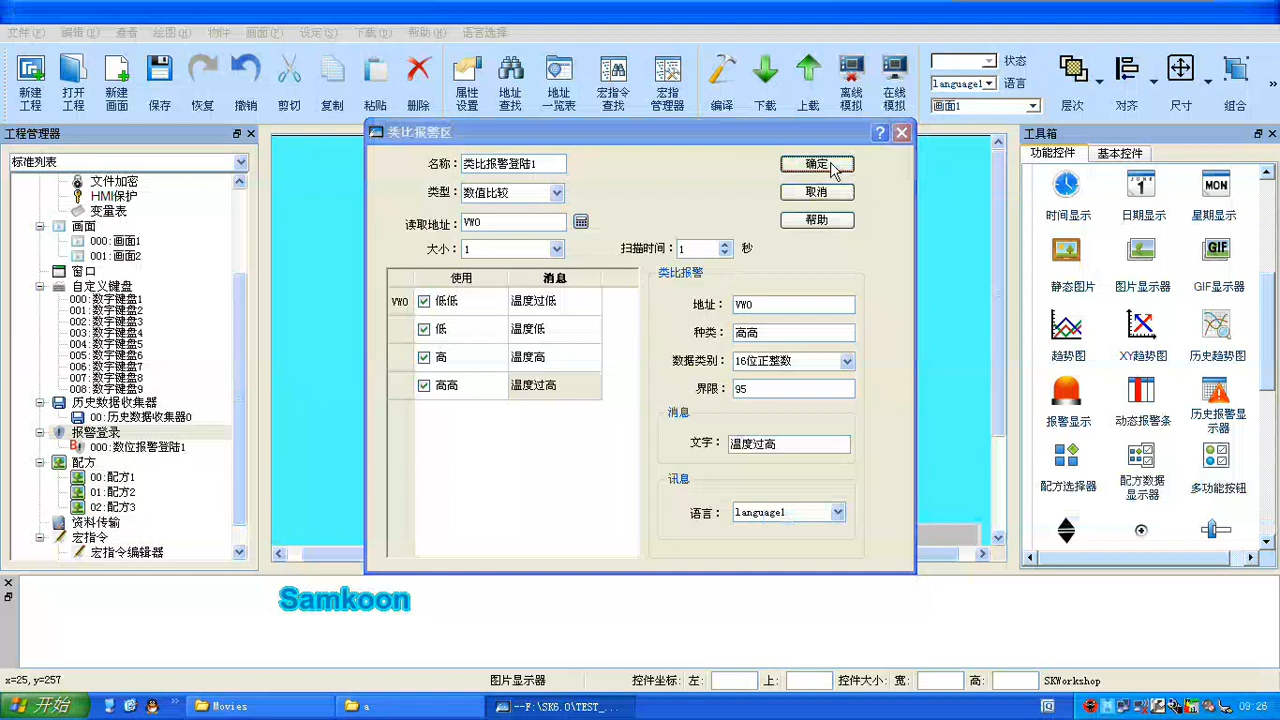 文件(F) 编辑(E) 查看 绘图(R) 物件 画面(F) 设定(S) 下载(D) 帮助(H) 语言选择
新建工程 打开工程 新建画面 保存 恢复 撤销 剪切 复制 粘贴 删除 属性设置 地址查找 地址一览表 宏指令查找 宏指管理器 编译 下载 上载 离线模拟 在线模拟 状态 language1 语言 画面1 层次 对齐 尺寸 组合 »
工程管理器
标准列表
文件加密
HMI保护
变量表
画面
000:画面1
001:画面2
窗口
自定义键盘
000:数字键盘1
001:数字键盘2
002:数字键盘3
003:数字键盘4
004:数字键盘5
005:数字键盘6
006:数字键盘7
007:数字键盘8
008:数字键盘9
历史数据收集器
00:历史数据收集器0
报警登录
000:数位报警登陆1
配方
00:配方1
01:配方2
02:配方3
资料传输
宏指令
宏指令编辑器
类比报警区
名称: 类比报警登陆1 确定
类型: 数值比较 取消
读取地址: VW0 帮助
大小: 1 扫描时间: 1 秒
使用 消息
VW0 低低 温度过低
低 温度低
高 温度高
高高 温度过高
类比报警
地址: VW0
种类: 高高
数据类别: 16位正整数
界限: 95
消息
文字: 温度过高
讯息
语言: language1
工具箱
功能控件 基本控件
时间显示 日期显示 星期显示
静态图片 图片显示器 GIF显示器
趋势图 XY趋势图 历史趋势图
报警显示 动态报警条 历史报警显示器
配方选择器 配方数据显示器 多功能按钮
Samkoon
x=25, y=257 图片显示器 控件坐标: 左: 上: 控件大小: 宽: 高: SKWorkshop
开始 Movies a --F:\SK6.0\TEST_... 09:26